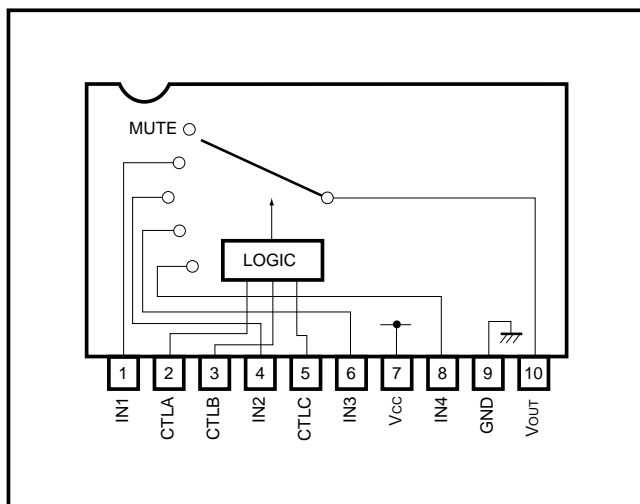 MUTE
LOGIC
1 2 3 4 5 6 7 8 9 10
IN1 CTLA CTLB IN2 CTLC IN3 VCC IN4 GND VOUT